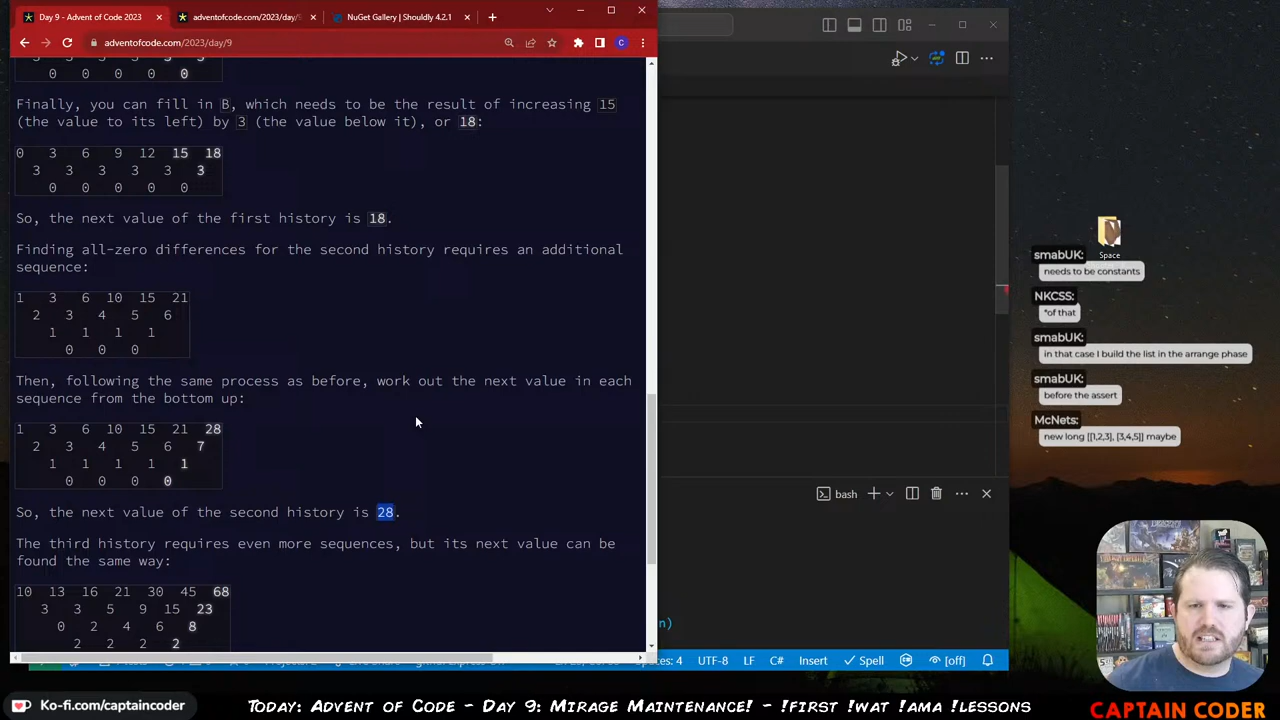 Day 9 - Advent of Code 2023
adventofcode.com/2023/day/9
NuGet Gallery | Shouldly 4.2.1
adventofcode.com/2023/day/9
0 0 0 0 0
Finally, you can fill in B, which needs to be the result of increasing 15
(the value to its left) by 3 (the value below it), or 18:
0 3 6 9 12 15 18
3 3 3 3 3 3
0 0 0 0 0
So, the next value of the first history is 18.
Finding all-zero differences for the second history requires an additional
sequence:
1 3 6 10 15 21
2 3 4 5 6
1 1 1 1
0 0 0
Then, following the same process as before, work out the next value in each
sequence from the bottom up:
1 3 6 10 15 21 28
2 3 4 5 6 7
1 1 1 1 1
0 0 0 0
So, the next value of the second history is 28.
The third history requires even more sequences, but its next value can be
found the same way:
10 13 16 21 30 45 68
3 3 5 9 15 23
0 2 4 6 8
2 2 2 2
bash
n)
Spaces: 4 UTF-8 LF C# Insert Spell [off]
Space
smabUK:
needs to be constants
NKCSS:
*of that
smabUK:
in that case I build the list in the arrange phase
smabUK:
before the assert
McNets:
new long [[1,2,3], [3,4,5]] maybe
Ko-fi.com/captaincoder
Today: Advent of Code - Day 9: Mirage Maintenance! - !first !wat !ama !lessons
CAPTAIN CODER